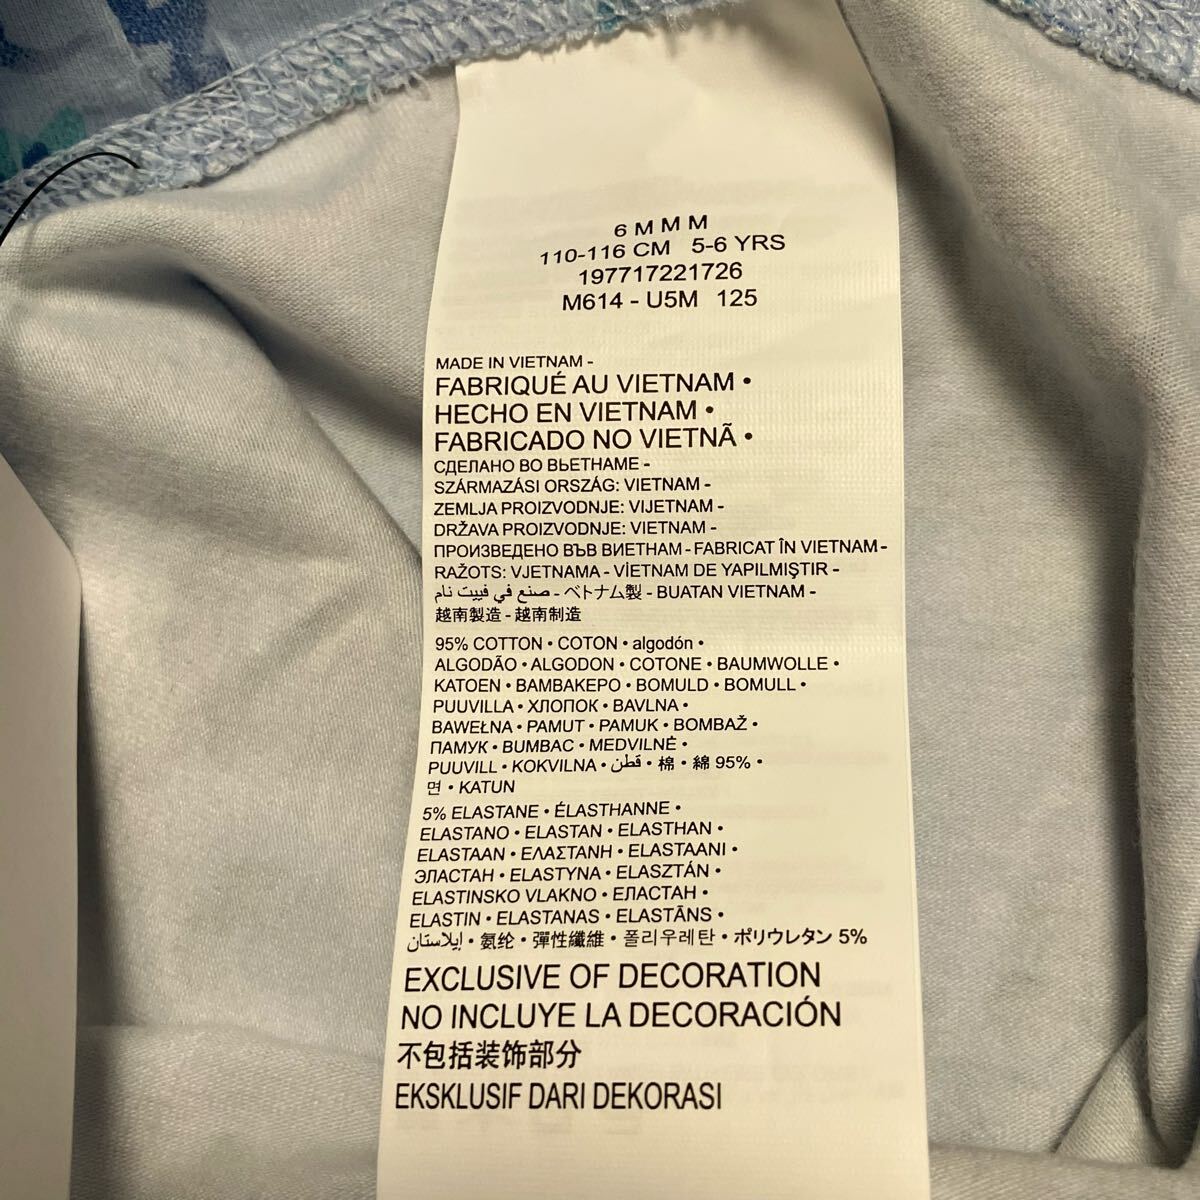 6 M M M
110-116 CM 5-6 YRS
197717221726
M614 - U5M 125
MADE IN VIETNAM -
FABRIQUÉ AU VIETNAM •
HECHO EN VIETNAM •
FABRICADO NO VIETNÃ •
СДЕЛАНО ВО ВЬЕТНАМЕ -
SZÁRMAZÁSI ORSZÁG: VIETNAM -
ZEMLJA PROIZVODNJE: VIJETNAM -
DRŽAVA PROIZVODNJE: VIETNAM -
ПРОИЗВЕДЕНО ВЪВ ВИЕТНАМ - FABRICAT ÎN VIETNAM -
RAŽOTS: VJETNAMA - VİETNAM DE YAPILMIŞTIR -
صنع في فييت نام - ベトナム製 - BUATAN VIETNAM -
越南製造 - 越南制造
95% COTTON • COTON • algodón •
ALGODÃO • ALGODON • COTONE • BAUMWOLLE •
KATOEN • ΒΑΜΒΑΚΕΡΟ • BOMULD • BOMULL •
PUUVILLA • ХЛОПОК • BAVLNA •
BAWEŁNA • PAMUT • PAMUK • BOMBAŽ •
ПАМУК • BUMBAC • MEDVILNĖ •
PUUVILL • KOKVILNA • قطن • 棉 • 綿 95% •
면 • KATUN
5% ELASTANE • ÉLASTHANNE •
ELASTANO • ELASTAN • ELASTHAN •
ELASTAAN • ΕΛΑΣΤΑΝΗ • ELASTAANI •
ЭЛАСТАН • ELASTYNA • ELASZTÁN •
ELASTINSKO VLAKNO • ЕЛАСТАН •
ELASTIN • ELASTANAS • ELASTĀNS •
إيلاستان • 氨纶 • 彈性纖維 • 폴리우레탄 • ポリウレタン 5%
EXCLUSIVE OF DECORATION
NO INCLUYE LA DECORACIÓN
不包括装饰部分
EKSKLUSIF DARI DEKORASI